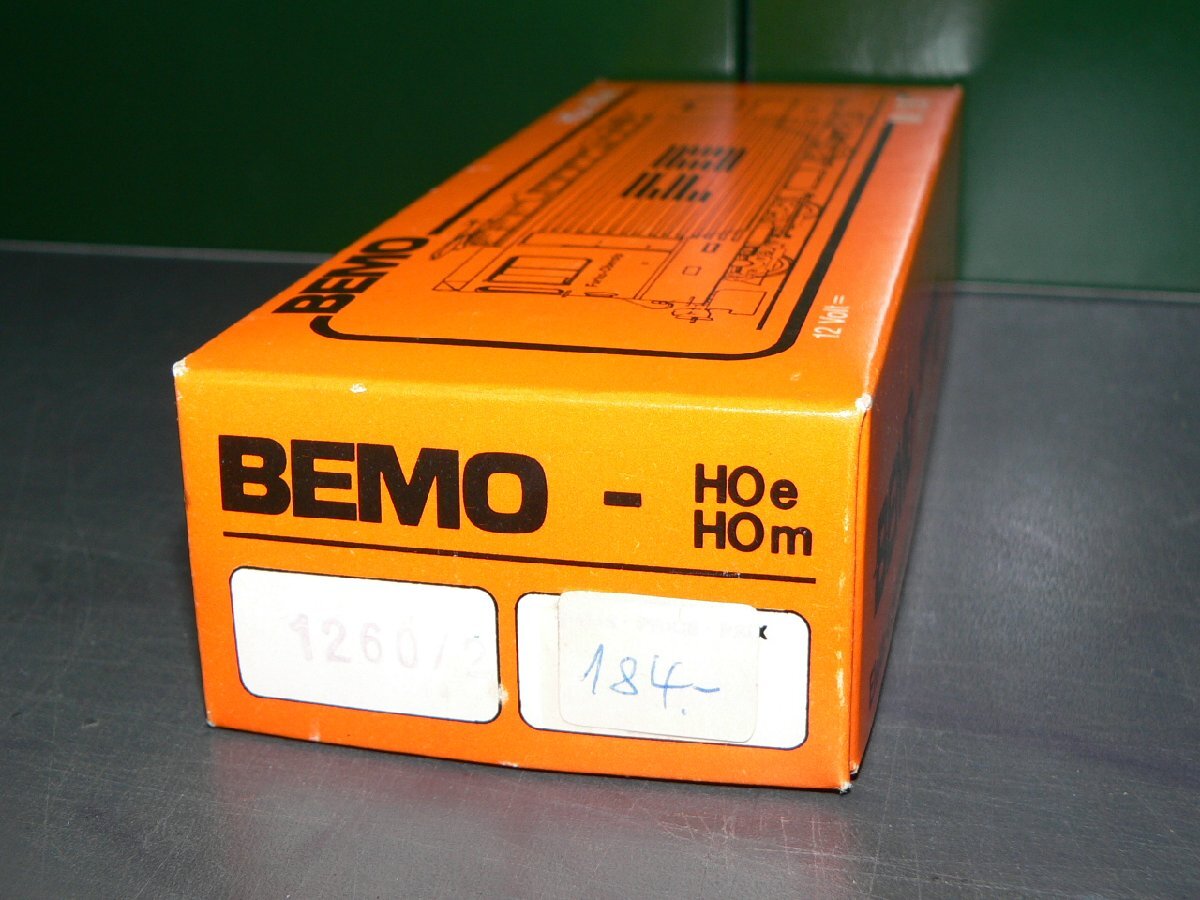 BEMO
12 Volt =
BEMO - HOe
HOm
1260/2
184.-